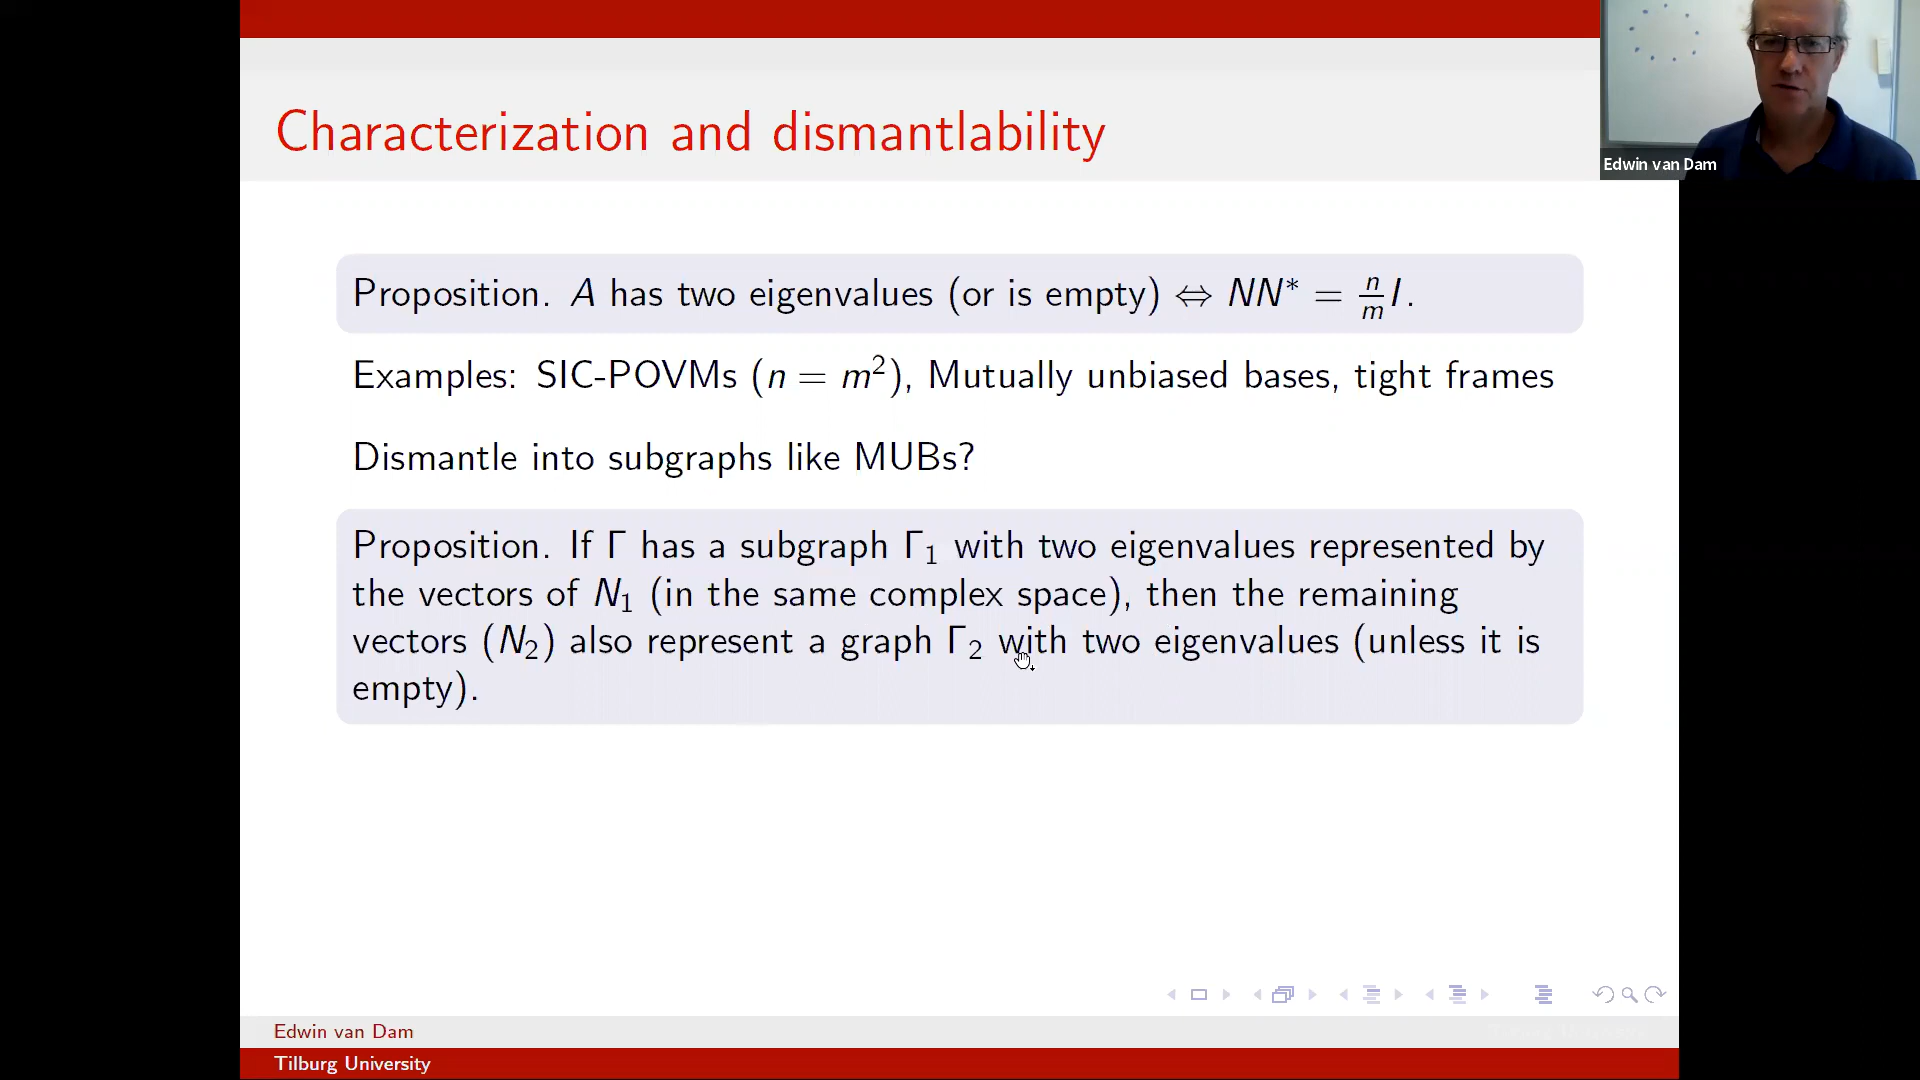 Characterization and dismantlability
Edwin van Dam
Proposition. A has two eigenvalues (or is empty) ⇔ NN* = n/m I.
Examples: SIC-POVMs (n = m²), Mutually unbiased bases, tight frames
Dismantle into subgraphs like MUBs?
Proposition. If Γ has a subgraph Γ₁ with two eigenvalues represented by
the vectors of N₁ (in the same complex space), then the remaining
vectors (N₂) also represent a graph Γ₂ with two eigenvalues (unless it is
empty).
Edwin van Dam
Tilburg University